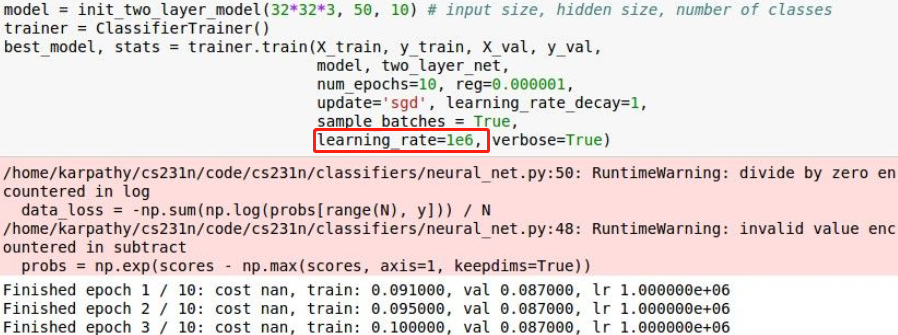 model = init_two_layer_model(32*32*3, 50, 10) # input size, hidden size, number of classes
trainer = ClassifierTrainer()
best_model, stats = trainer.train(X_train, y_train, X_val, y_val,
model, two_layer_net,
num_epochs=10, reg=0.000001,
update='sgd', learning_rate_decay=1,
sample_batches = True,
learning_rate=1e6, verbose=True)
/home/karpathy/cs231n/code/cs231n/classifiers/neural_net.py:50: RuntimeWarning: divide by zero en
countered in log
data_loss = -np.sum(np.log(probs[range(N), y])) / N
/home/karpathy/cs231n/code/cs231n/classifiers/neural_net.py:48: RuntimeWarning: invalid value enc
ountered in subtract
probs = np.exp(scores - np.max(scores, axis=1, keepdims=True))
Finished epoch 1 / 10: cost nan, train: 0.091000, val 0.087000, lr 1.000000e+06
Finished epoch 2 / 10: cost nan, train: 0.095000, val 0.087000, lr 1.000000e+06
Finished epoch 3 / 10: cost nan, train: 0.100000, val 0.087000, lr 1.000000e+06